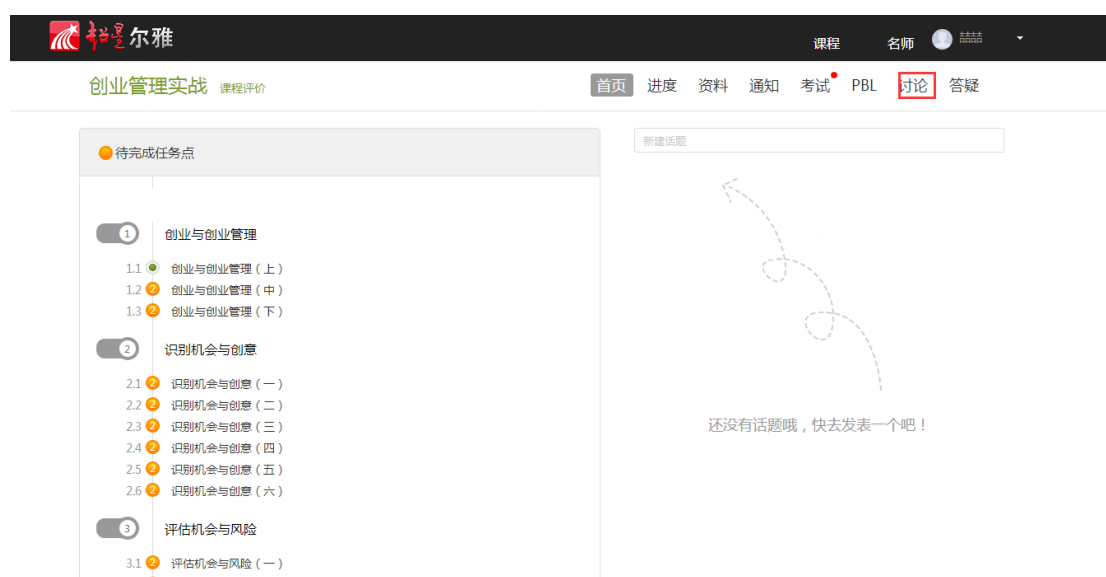 超星尔雅
课程 名师 喆喆
创业管理实战 课程评价
首页 进度 资料 通知 考试 PBL 讨论 答疑
待完成任务点
新建话题
1 创业与创业管理
1.1 创业与创业管理(上)
1.2 2 创业与创业管理(中)
1.3 2 创业与创业管理(下)
2 识别机会与创意
2.1 2 识别机会与创意(一)
2.2 2 识别机会与创意(二)
2.3 2 识别机会与创意(三)
2.4 2 识别机会与创意(四)
2.5 2 识别机会与创意(五)
2.6 2 识别机会与创意(六)
还没有话题哦,快去发表一个吧!
3 评估机会与风险
3.1 2 评估机会与风险(一)